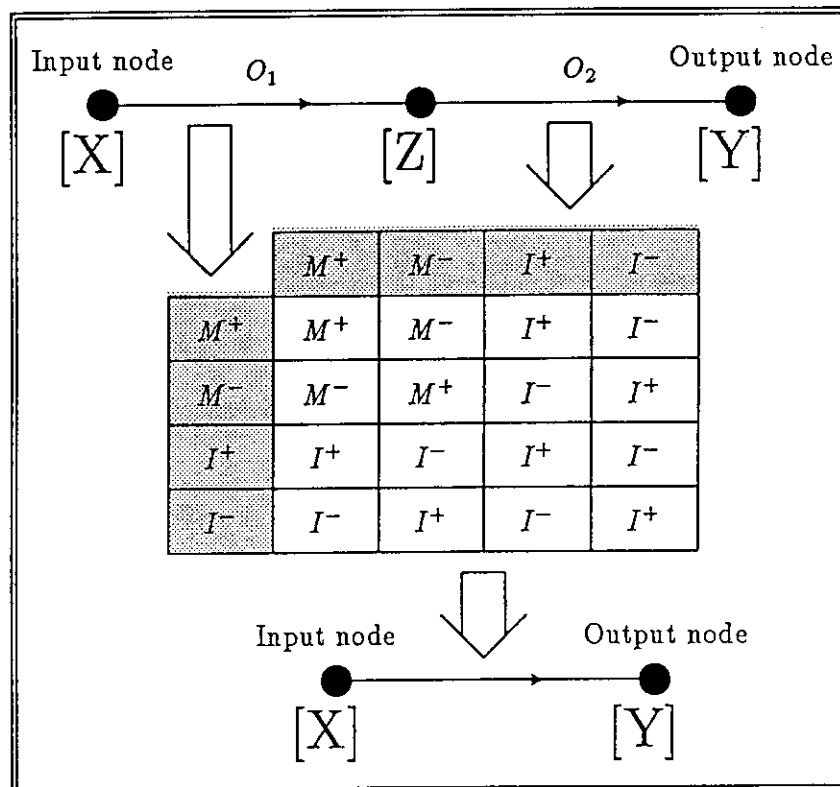 Input node O₁ O₂ Output node
[X] [Z] [Y]
M⁺ M⁻ I⁺ I⁻
M⁺ M⁺ M⁻ I⁺ I⁻
M⁻ M⁻ M⁺ I⁻ I⁺
I⁺ I⁺ I⁻ I⁺ I⁻
I⁻ I⁻ I⁺ I⁻ I⁺
Input node Output node
[X] [Y]